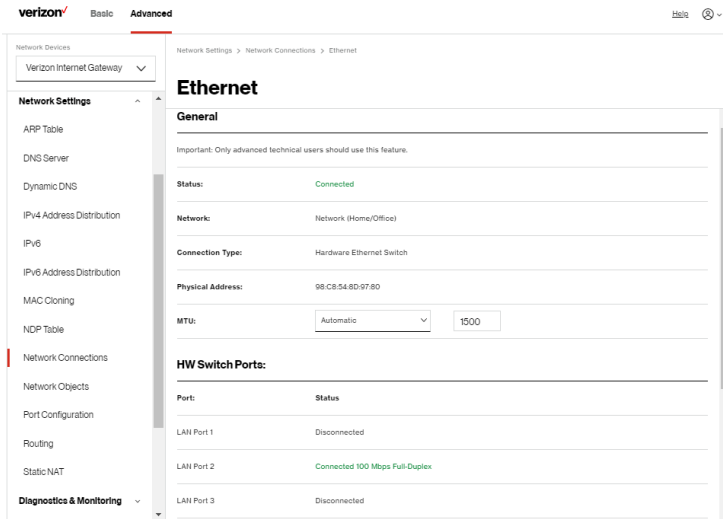 verizon Basic Advanced Help
Network Devices
Verizon Internet Gateway
Network Settings
ARP Table
DNS Server
Dynamic DNS
IPv4 Address Distribution
IPv6
IPv6 Address Distribution
MAC Cloning
NDP Table
Network Connections
Network Objects
Port Configuration
Routing
Static NAT
Diagnostics & Monitoring
Network Settings > Network Connections > Ethernet
Ethernet
General
Important: Only advanced technical users should use this feature.
Status: Connected
Network: Network (Home/Office)
Connection Type: Hardware Ethernet Switch
Physical Address: 98:C8:54:8D:97:80
MTU: Automatic 1500
HW Switch Ports:
Port: Status
LAN Port 1 Disconnected
LAN Port 2 Connected 100 Mbps Full-Duplex
LAN Port 3 Disconnected